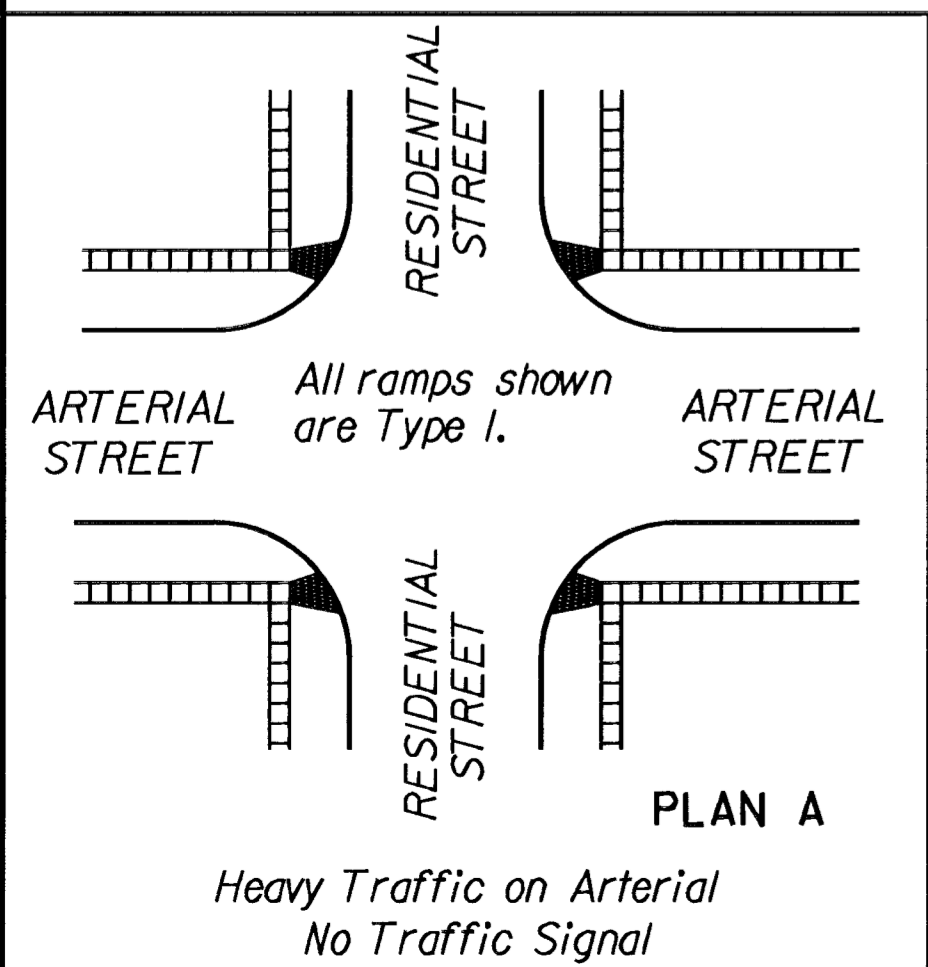 RESIDENTIAL
STREET
All ramps shown
are Type I.
ARTERIAL
STREET
ARTERIAL
STREET
RESIDENTIAL
STREET
PLAN A
Heavy Traffic on Arterial
No Traffic Signal